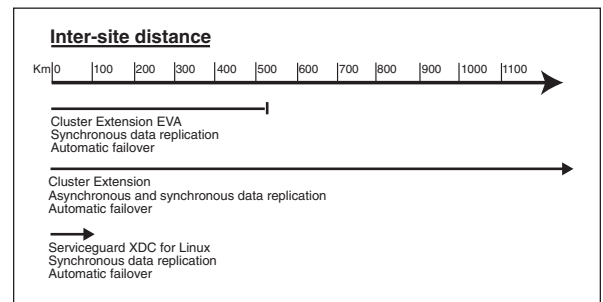 Inter-site distance
Km 0 100 200 300 400 500 600 700 800 900 1000 1100
Cluster Extension EVA
Synchronous data replication
Automatic failover
Cluster Extension
Asynchronous and synchronous data replication
Automatic failover
Serviceguard XDC for Linux
Synchronous data replication
Automatic failover